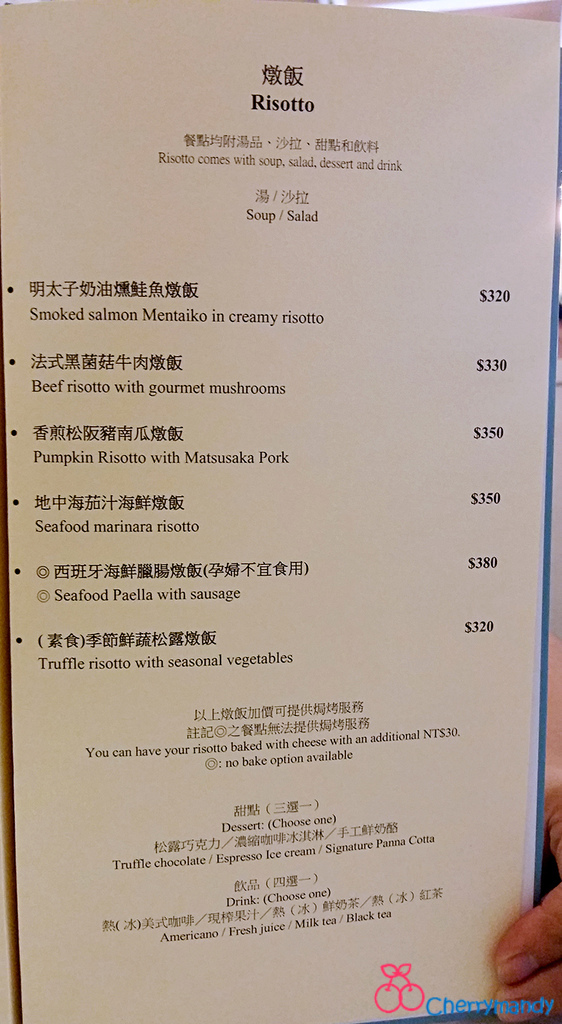 燉飯
Risotto
餐點均附湯品、沙拉、甜點和飲料
Risotto comes with soup, salad, dessert and drink
湯 / 沙拉
Soup / Salad
• 明太子奶油燻鮭魚燉飯 $320
Smoked salmon Mentaiko in creamy risotto
• 法式黑菌菇牛肉燉飯 $330
Beef risotto with gourmet mushrooms
• 香煎松阪豬南瓜燉飯 $350
Pumpkin Risotto with Matsusaka Pork
• 地中海茄汁海鮮燉飯 $350
Seafood marinara risotto
• ◎ 西班牙海鮮臘腸燉飯(孕婦不宜食用) $380
◎ Seafood Paella with sausage
• ( 素食)季節鮮蔬松露燉飯 $320
Truffle risotto with seasonal vegetables
以上燉飯加價可提供焗烤服務
註記◎之餐點無法提供焗烤服務
You can have your risotto baked with cheese with an additional NT$30.
◎: no bake option available
甜點（三選一）
Dessert: (Choose one)
松露巧克力／濃縮咖啡冰淇淋／手工鮮奶酪
Truffle chocolate / Espresso Ice cream / Signature Panna Cotta
飲品（四選一）
Drink: (Choose one)
熱( 冰)美式咖啡／現榨果汁／熱（冰）鮮奶茶／熱（冰）紅茶
Americano / Fresh juice / Milk tea / Black tea
Cherrymandy